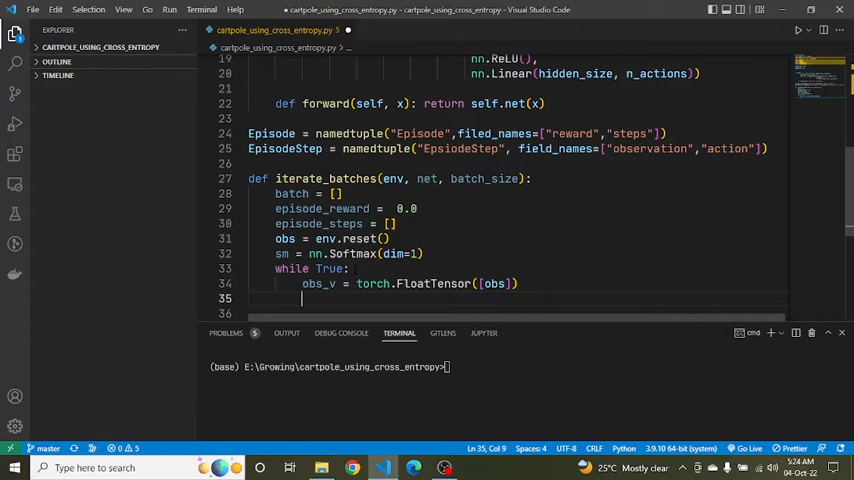 File Edit Selection View Go Run Terminal Help cartpole_using_cross_entropy.py - Visual Studio Code
EXPLORER
cartpole_using_cross_entropy.py 5
CARTPOLE_USING_CROSS_ENTROPY
cartpole_using_cross_entropy.py > ...
OUTLINE
TIMELINE
19 nn.ReLU(),
20 nn.Linear(hidden_size, n_actions))
22 def forward(self, x): return self.net(x)
24 Episode = namedtuple("Episode",filed_names=["reward","steps"])
25 EpisodeStep = namedtuple("EpsiodeStep", field_names=["observation","action"])
27 def iterate_batches(env, net, batch_size):
28 batch = []
29 episode_reward = 0.0
30 episode_steps = []
31 obs = env.reset()
32 sm = nn.Softmax(dim=1)
33 while True:
34 obs_v = torch.FloatTensor([obs])
35
36
PROBLEMS 5 OUTPUT DEBUG CONSOLE TERMINAL GITLENS JUPYTER cmd
(base) E:\Growing\cartpole_using_cross_entropy>
master 0 5 Ln 35, Col 9 Spaces: 4 UTF-8 CRLF Python 3.9.10 64-bit (system) Go Live Prettier
Type here to search 25°C Mostly clear 5:24 AM
04-Oct-22